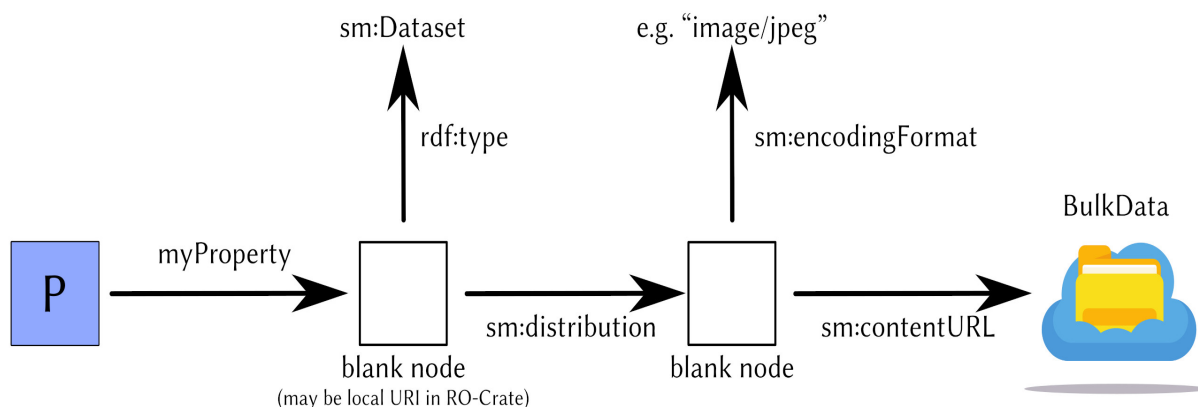 sm:Dataset
e.g. “image/jpeg”
rdf:type
sm:encodingFormat
BulkData
P
myProperty
sm:distribution
sm:contentURL
blank node
(may be local URI in RO-Crate)
blank node